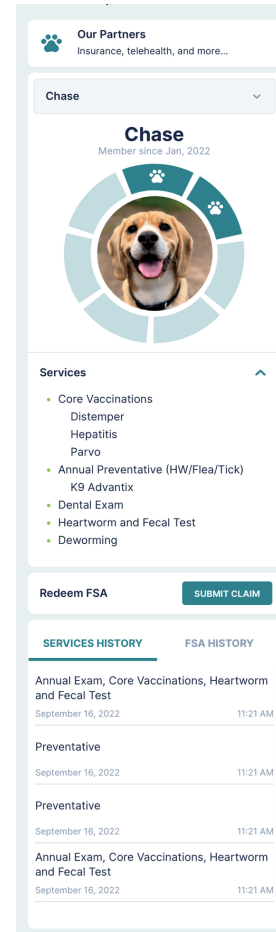 Our Partners
Insurance, telehealth, and more...
Chase
Chase
Member since Jan, 2022
Services
Core Vaccinations
Distemper
Hepatitis
Parvo
Annual Preventative (HW/Flea/Tick)
K9 Advantix
Dental Exam
Heartworm and Fecal Test
Deworming
Redeem FSA
SUBMIT CLAIM
SERVICES HISTORY FSA HISTORY
Annual Exam, Core Vaccinations, Heartworm
and Fecal Test
September 16, 2022 11:21 AM
Preventative
September 16, 2022 11:21 AM
Preventative
September 16, 2022 11:21 AM
Annual Exam, Core Vaccinations, Heartworm
and Fecal Test
September 16, 2022 11:21 AM